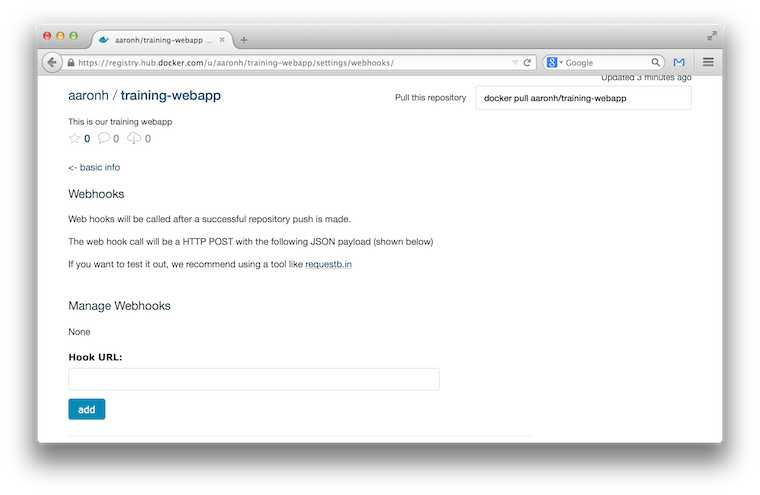 aaronh/training-webapp ...
https://registry.hub.docker.com/u/aaronh/training-webapp/settings/webhooks/
Google
Updated 3 minutes ago
aaronh / training-webapp
Pull this repository
docker pull aaronh/training-webapp
This is our training webapp
0 0 0
<- basic info
Webhooks
Web hooks will be called after a successful repository push is made.
The web hook call will be a HTTP POST with the following JSON payload (shown below)
If you want to test it out, we recommend using a tool like requestb.in
Manage Webhooks
None
Hook URL:
add